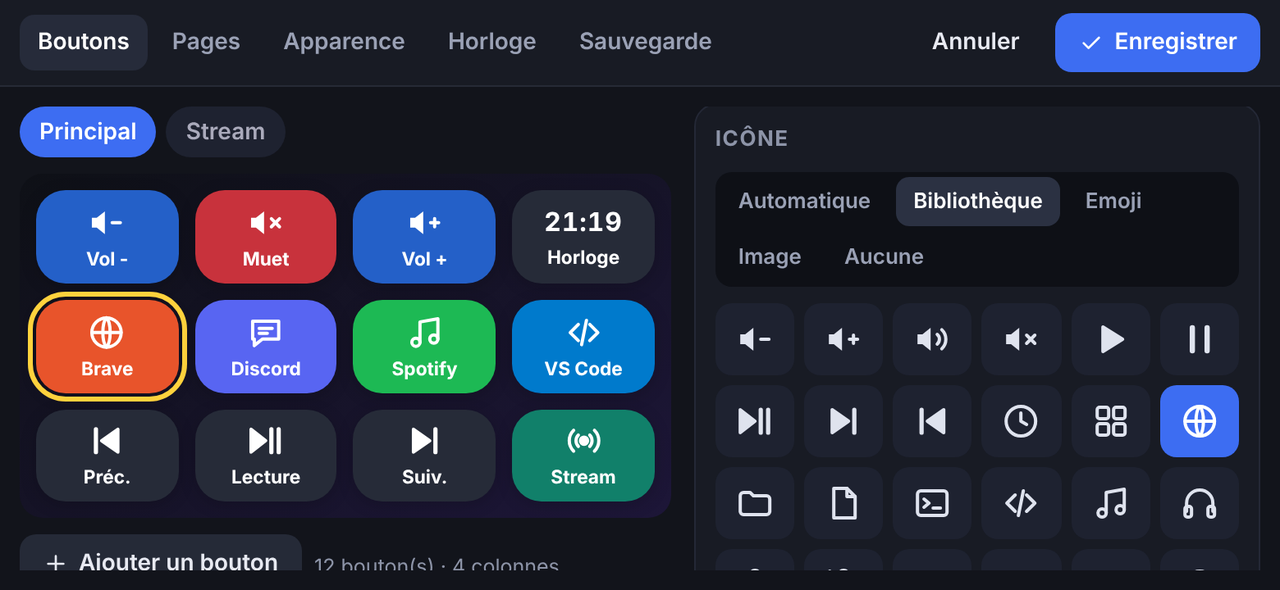 Boutons Pages Apparence Horloge Sauvegarde Annuler Enregistrer
Principal Stream
Vol - Muet Vol + 21:19 Horloge
Brave Discord Spotify VS Code
Préc. Lecture Suiv. Stream
+ Ajouter un bouton 12 bouton(s) · 4 colonnes
ICÔNE
Automatique Bibliothèque Emoji
Image Aucune